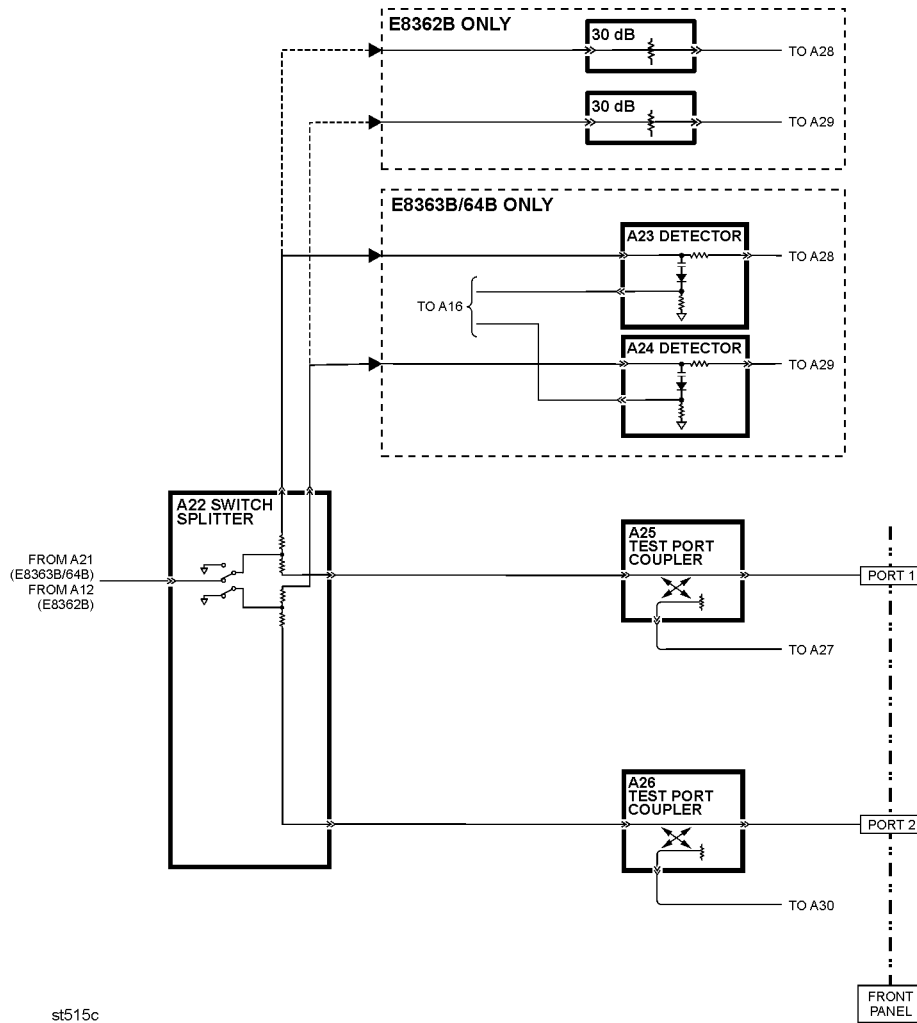 E8362B ONLY
30 dB
TO A28
30 dB
TO A29
E8363B/64B ONLY
A23 DETECTOR
TO A28
TO A16
A24 DETECTOR
TO A29
A22 SWITCH
SPLITTER
FROM A21
(E8363B/64B)
FROM A12
(E8362B)
A25
TEST PORT
COUPLER
PORT 1
TO A27
A26
TEST PORT
COUPLER
PORT 2
TO A30
FRONT
PANEL
st515c